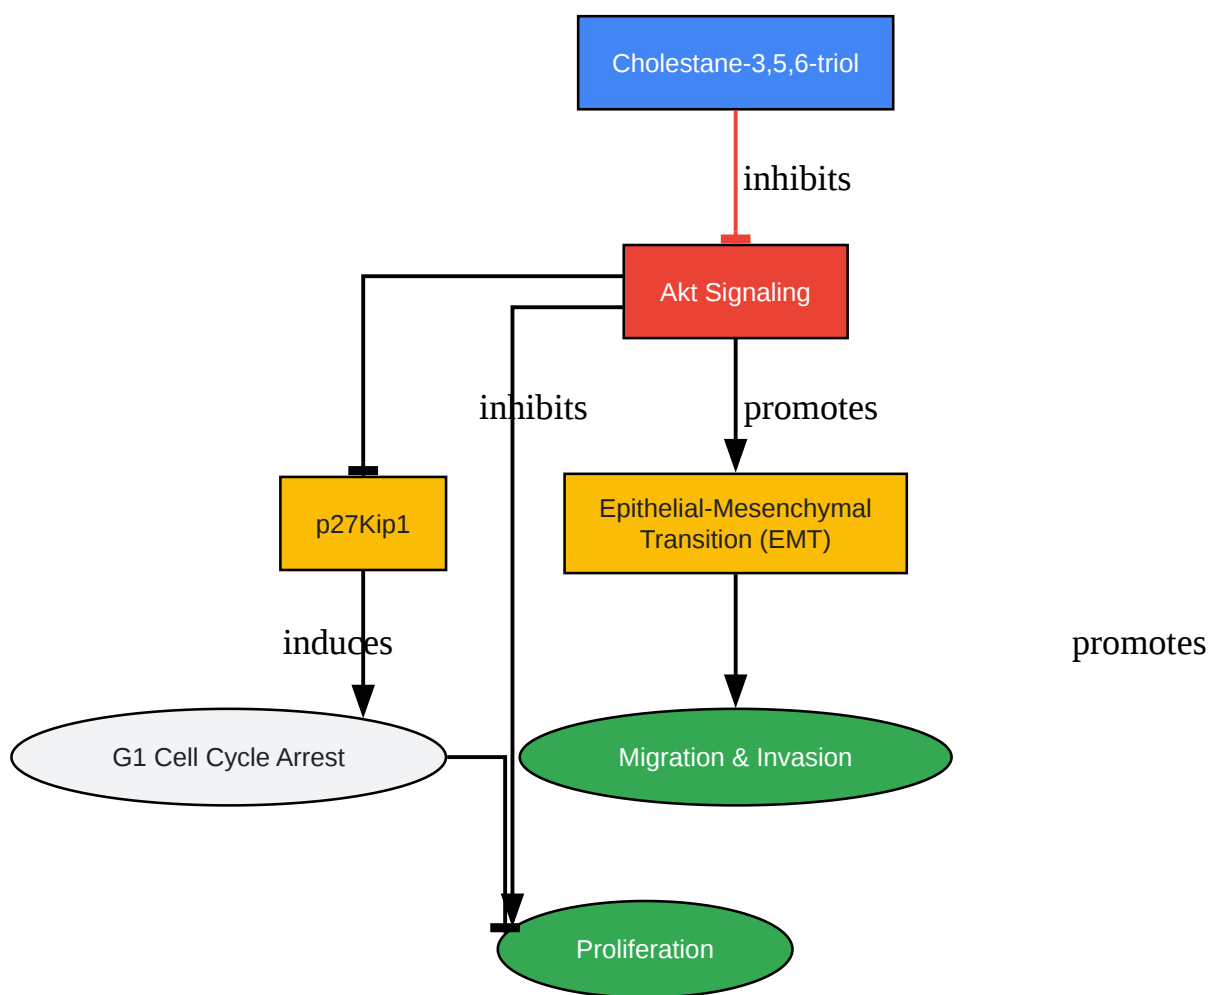 Cholestane-3,5,6-triol
inhibits
Akt Signaling
inhibits
promotes
p27Kip1
Epithelial-Mesenchymal
Transition (EMT)
induces
promotes
G1 Cell Cycle Arrest
Migration & Invasion
Proliferation